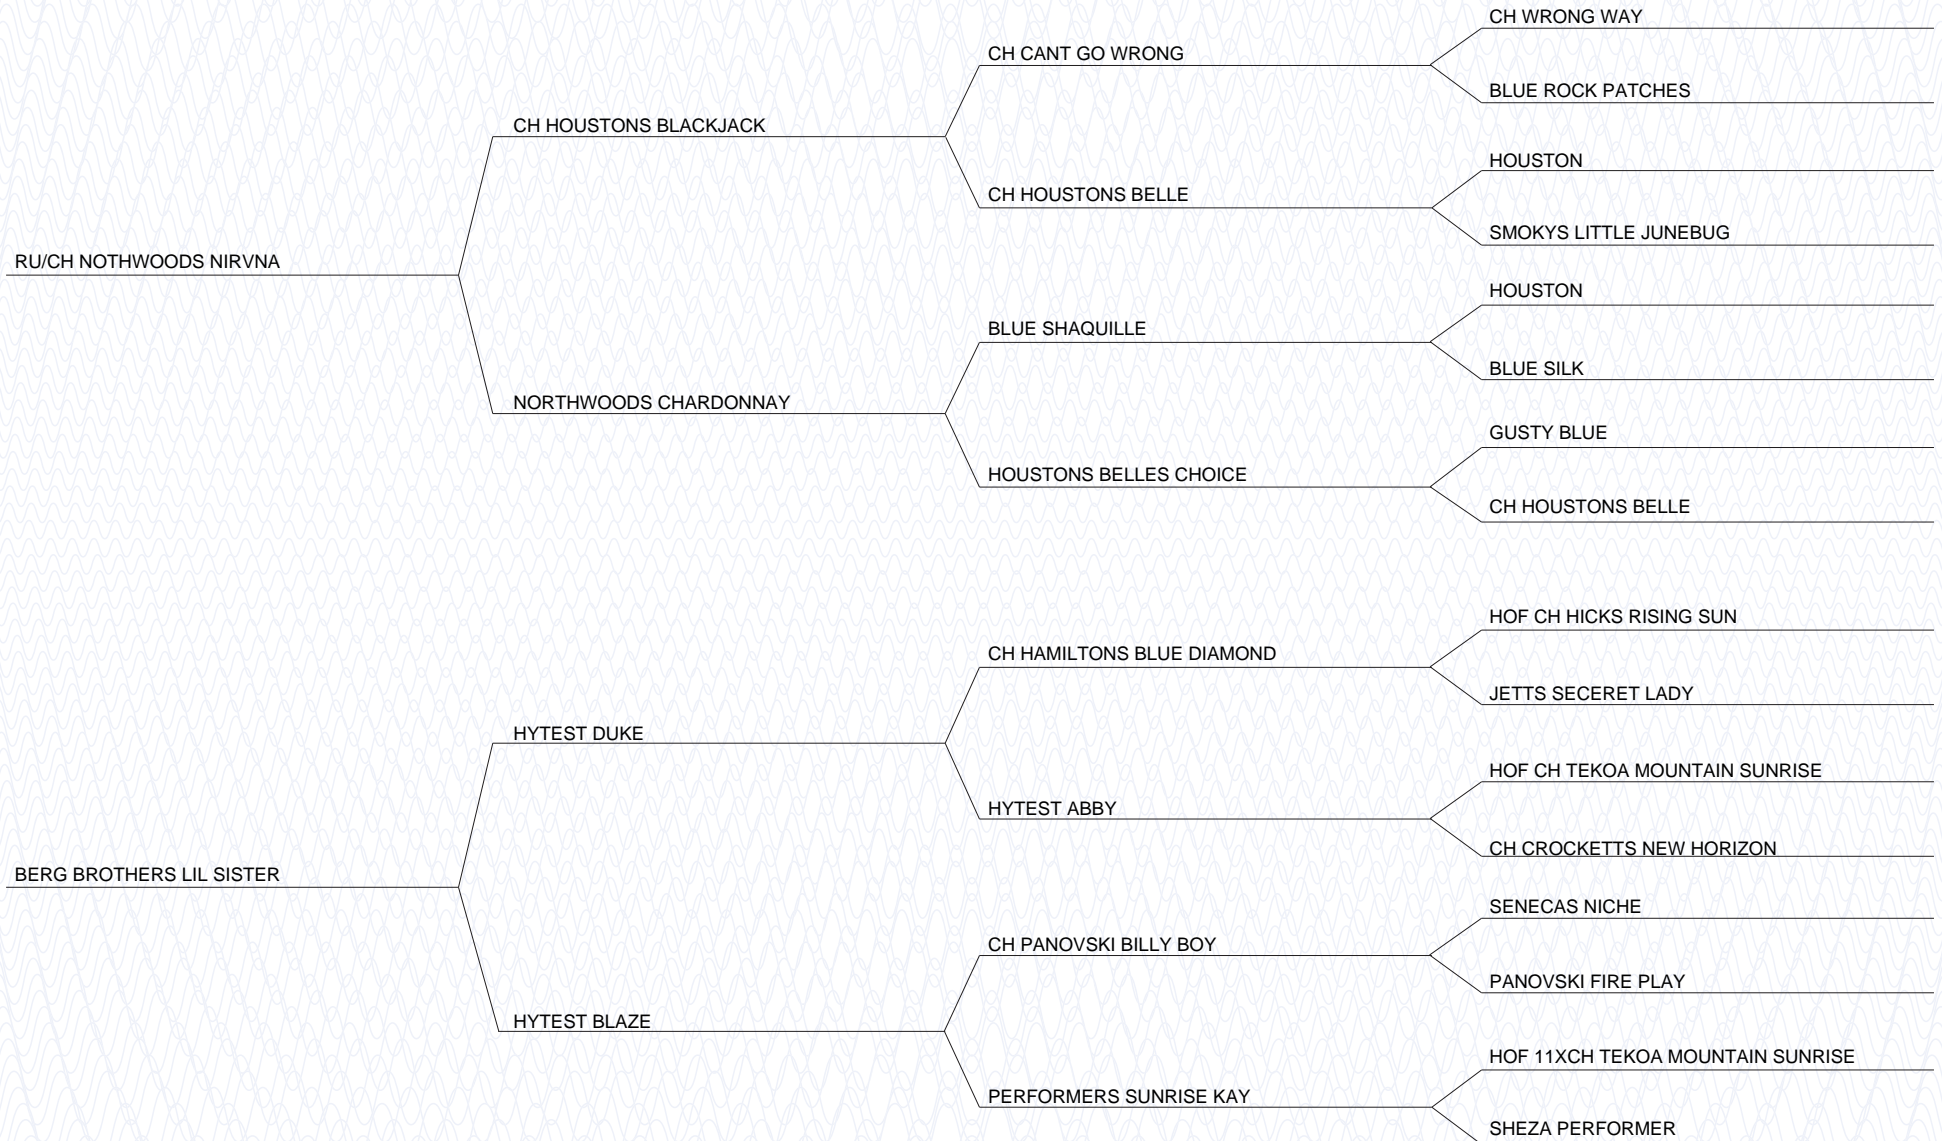 CH WRONG WAY
CH CANT GO WRONG
BLUE ROCK PATCHES
CH HOUSTONS BLACKJACK
HOUSTON
CH HOUSTONS BELLE
SMOKYS LITTLE JUNEBUG
RU/CH NOTHWOODS NIRVNA
HOUSTON
BLUE SHAQUILLE
BLUE SILK
NORTHWOODS CHARDONNAY
GUSTY BLUE
HOUSTONS BELLES CHOICE
CH HOUSTONS BELLE
HOF CH HICKS RISING SUN
CH HAMILTONS BLUE DIAMOND
JETTS SECERET LADY
HYTEST DUKE
HOF CH TEKOA MOUNTAIN SUNRISE
HYTEST ABBY
CH CROCKETTS NEW HORIZON
BERG BROTHERS LIL SISTER
SENECAS NICHE
CH PANOVSKI BILLY BOY
PANOVSKI FIRE PLAY
HYTEST BLAZE
HOF 11XCH TEKOA MOUNTAIN SUNRISE
PERFORMERS SUNRISE KAY
SHEZA PERFORMER